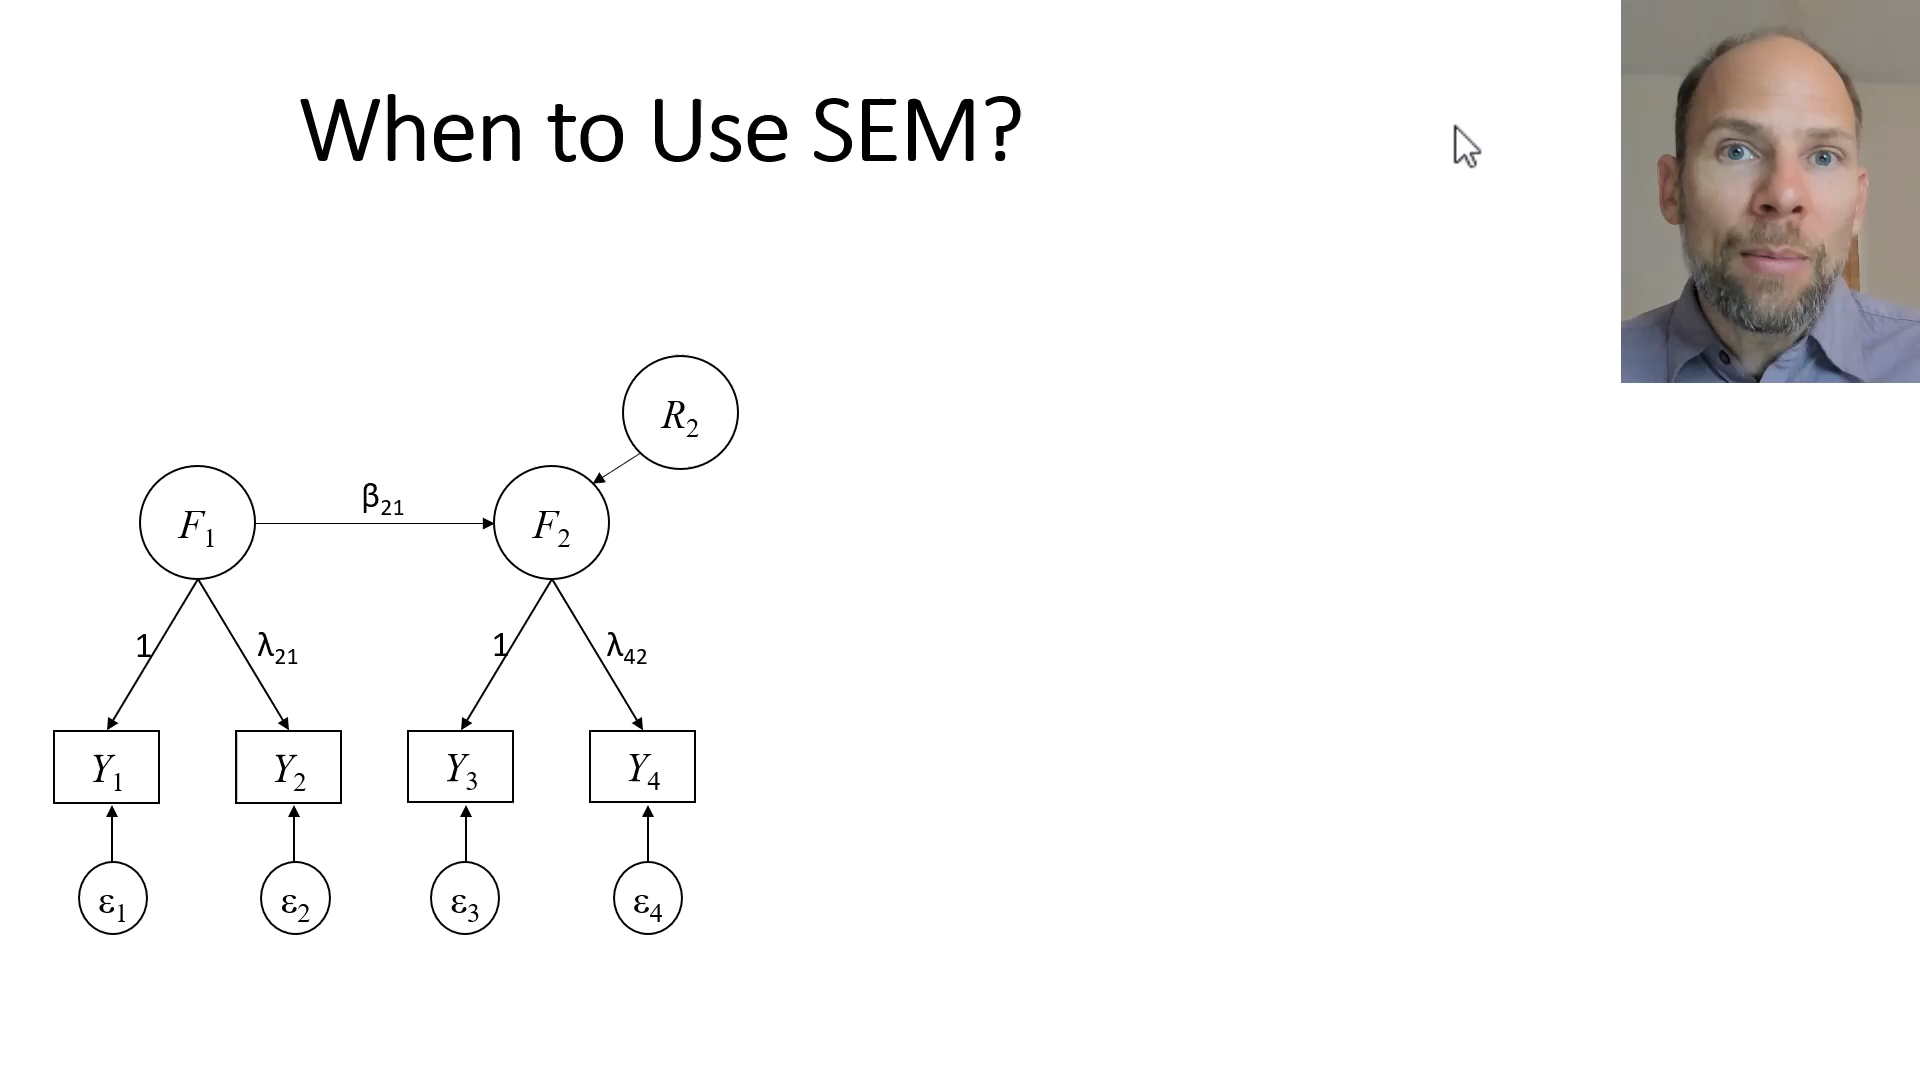 When to Use SEM?
R₂
β₂₁
F₁ F₂
1 λ₂₁ 1 λ₄₂
Y₁ Y₂ Y₃ Y₄
ε₁ ε₂ ε₃ ε₄